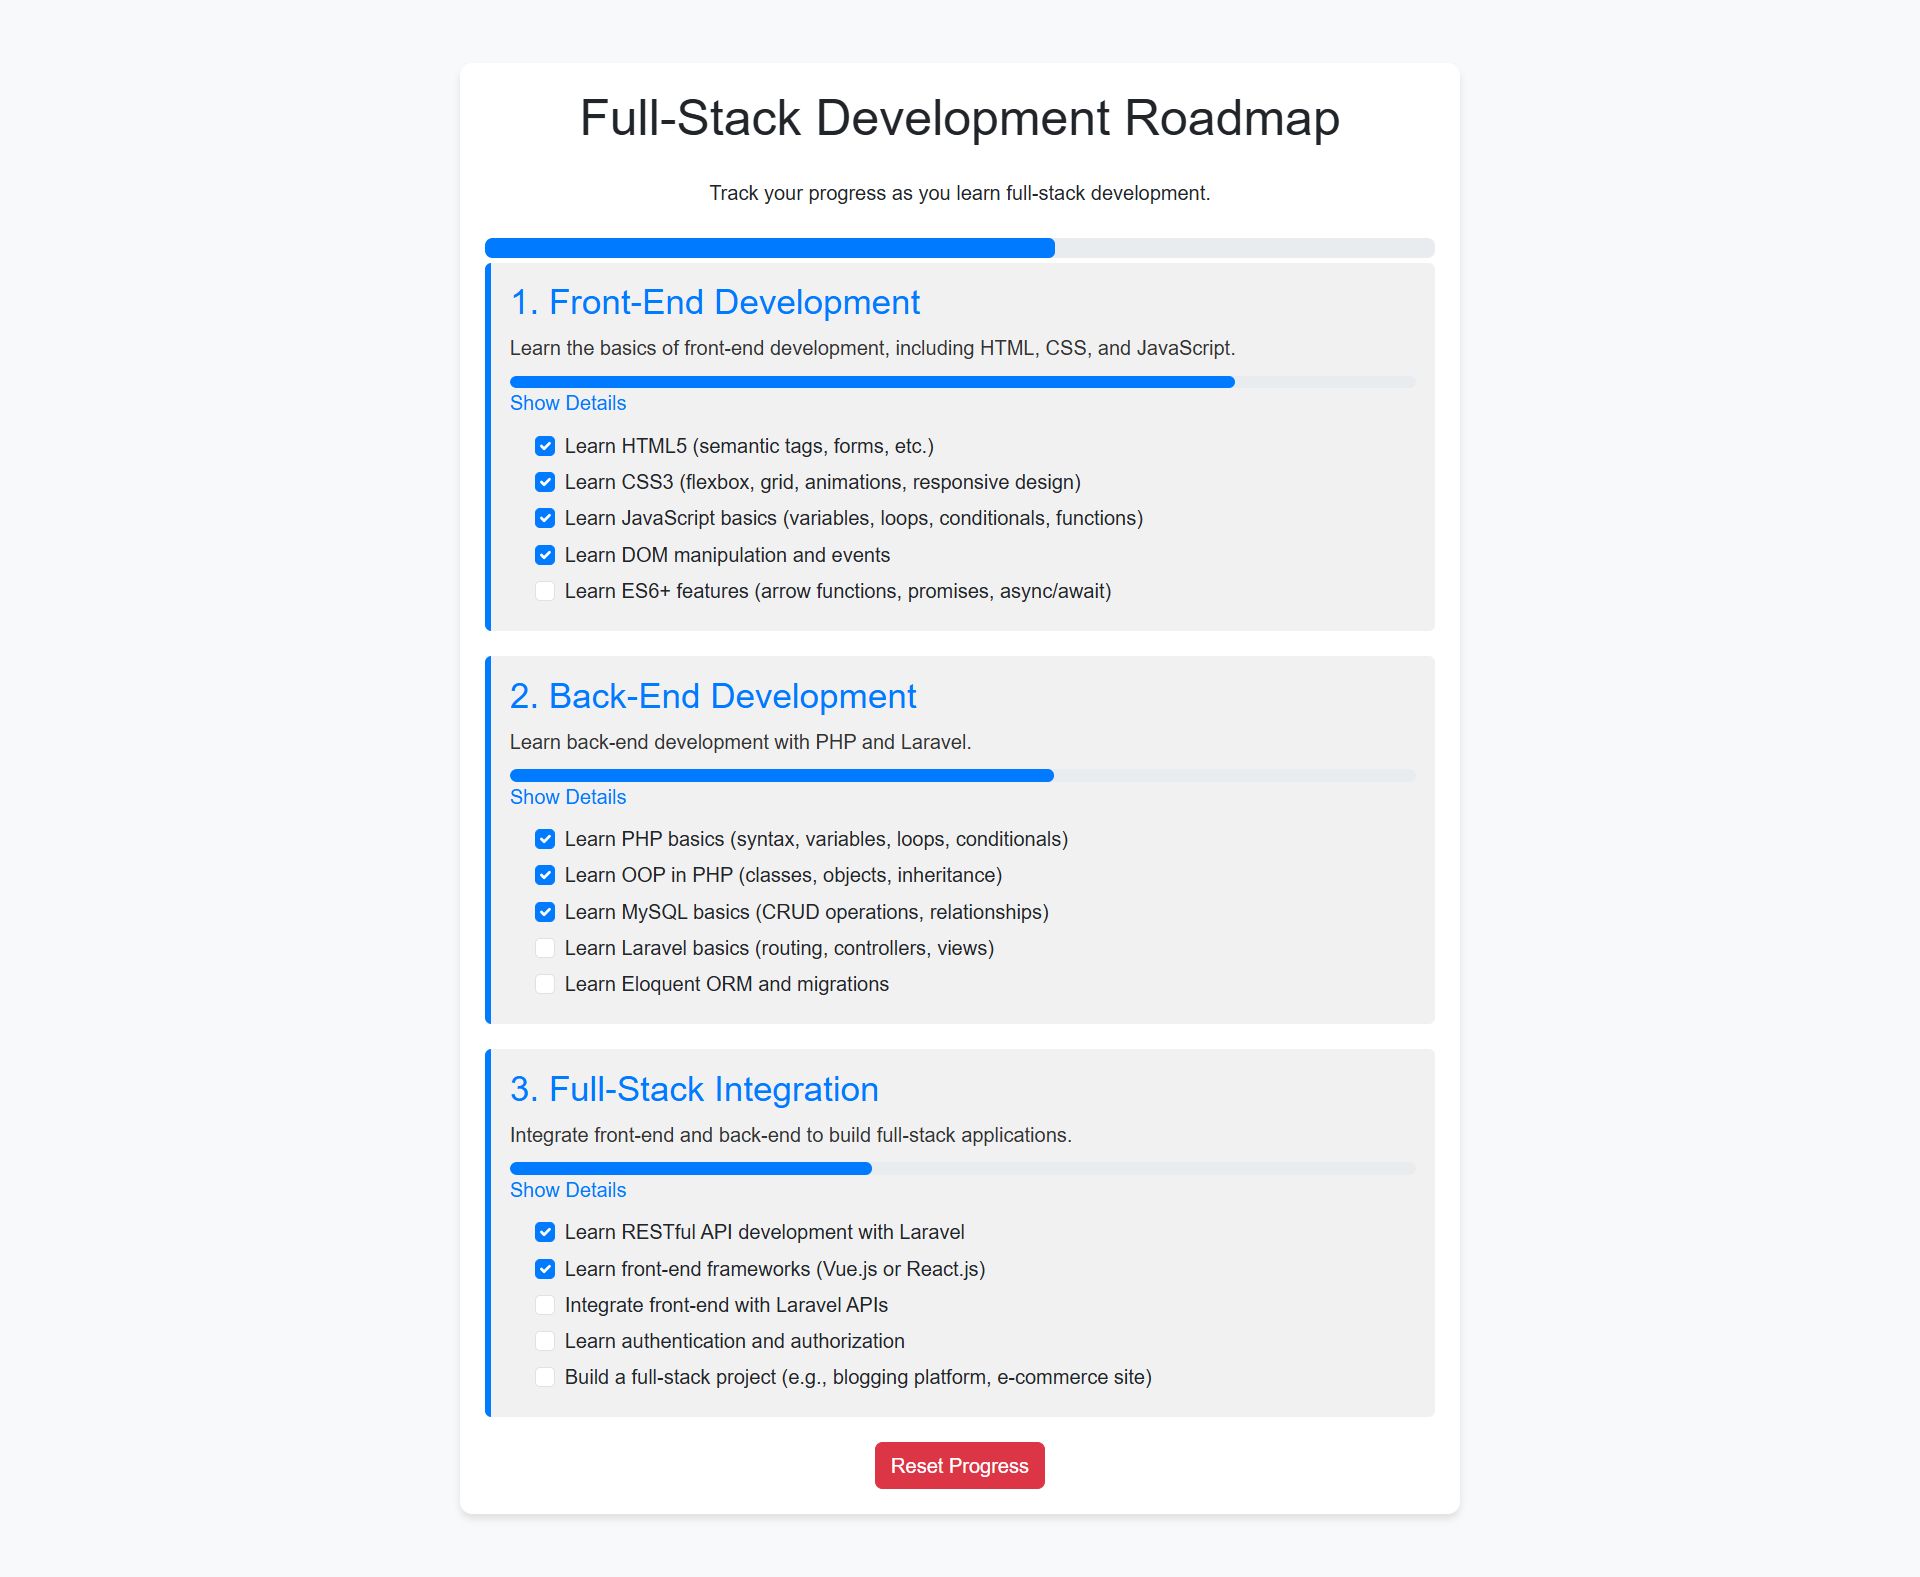 Full-Stack Development Roadmap
Track your progress as you learn full-stack development.
1. Front-End Development
Learn the basics of front-end development, including HTML, CSS, and JavaScript.
Show Details
Learn HTML5 (semantic tags, forms, etc.)
Learn CSS3 (flexbox, grid, animations, responsive design)
Learn JavaScript basics (variables, loops, conditionals, functions)
Learn DOM manipulation and events
Learn ES6+ features (arrow functions, promises, async/await)
2. Back-End Development
Learn back-end development with PHP and Laravel.
Show Details
Learn PHP basics (syntax, variables, loops, conditionals)
Learn OOP in PHP (classes, objects, inheritance)
Learn MySQL basics (CRUD operations, relationships)
Learn Laravel basics (routing, controllers, views)
Learn Eloquent ORM and migrations
3. Full-Stack Integration
Integrate front-end and back-end to build full-stack applications.
Show Details
Learn RESTful API development with Laravel
Learn front-end frameworks (Vue.js or React.js)
Integrate front-end with Laravel APIs
Learn authentication and authorization
Build a full-stack project (e.g., blogging platform, e-commerce site)
Reset Progress